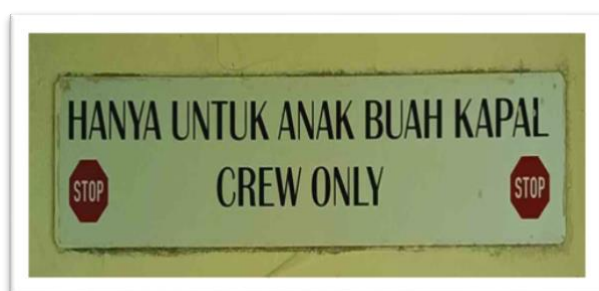 HANYA UNTUK ANAK BUAH KAPAL
CREW ONLY
STOP
STOP